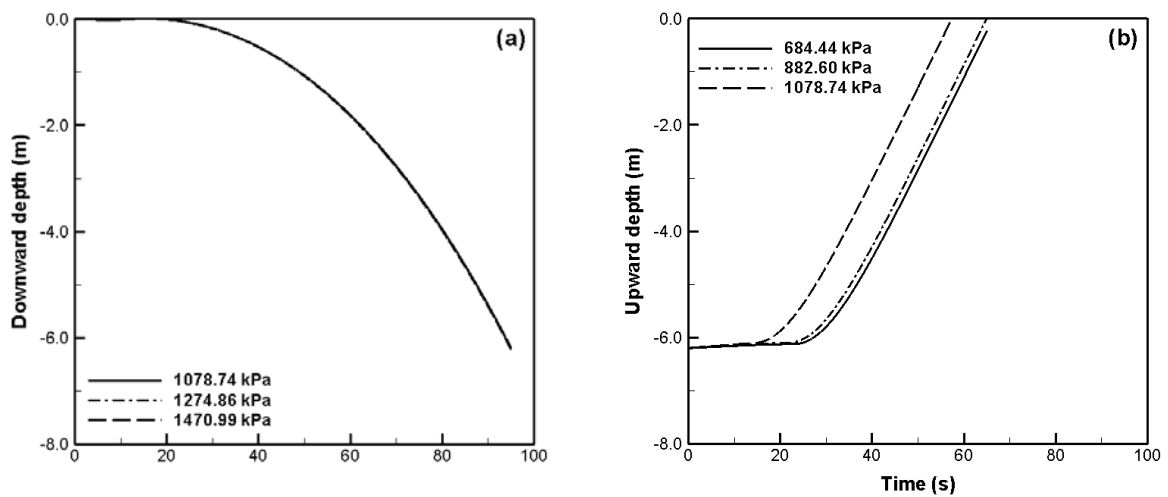 0.0
-2.0
-4.0
-6.0
-8.0
Downward depth (m)
(a)
1078.74 kPa
1274.86 kPa
1470.99 kPa
0 20 40 60 80 100
0.0
-2.0
-4.0
-6.0
-8.0
Upward depth (m)
(b)
684.44 kPa
882.60 kPa
1078.74 kPa
0 20 40 60 80 100
Time (s)